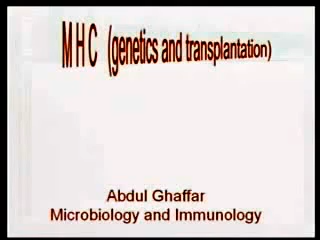 M H C (genetics and transplantation)
Abdul Ghaffar
Microbiology and Immunology